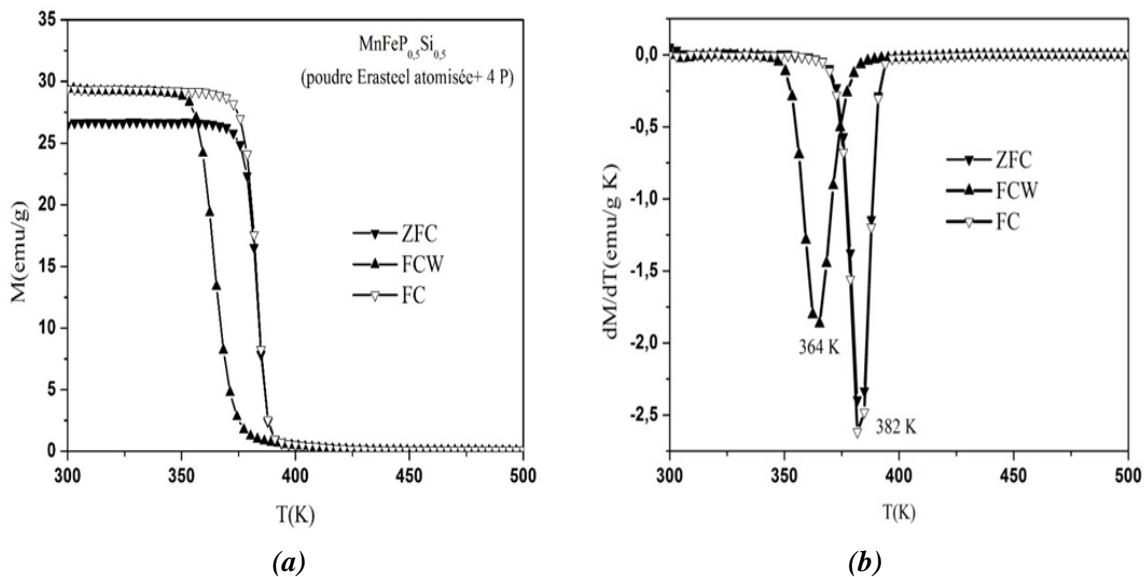 MnFeP0,5Si0,5
(poudre Erasteel atomisée+ 4 P)
35
30
25
20
15
10
5
0
M(emu/g)
ZFC
FCW
FC
300
350
400
450
500
T(K)
(a)
0,0
-0,5
-1,0
-1,5
-2,0
-2,5
dM/dT(emu/g K)
ZFC
FCW
FC
364 K
382 K
300
350
400
450
500
T(K)
(b)